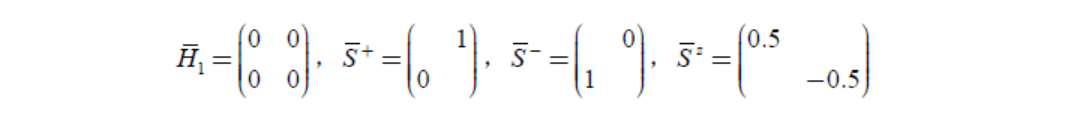 H̄₁ = (0 0; 0 0), S̄⁺ = ( 1; 0 ), S̄⁻ = ( 0; 1 ), S̄ᶻ = (0.5 ; −0.5)